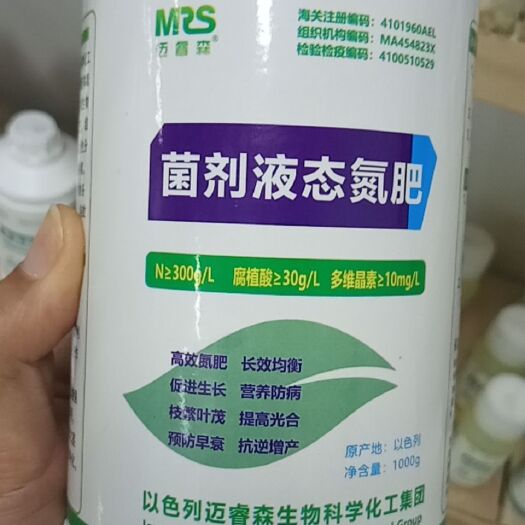 MRS
迈睿森®
海关注册编码：4101960AEL
组织机构编码：MA454823X
检验检疫编码：4100510529
菌剂液态氮肥
N≥300g/L 腐植酸≥30g/L 多维晶素≥10mg/L
高效氮肥 长效均衡
促进生长 营养防病
枝繁叶茂 提高光合
预防早衰 抗逆增产
原产地：以色列
净含量：1000g
以色列迈睿森生物科学化工集团